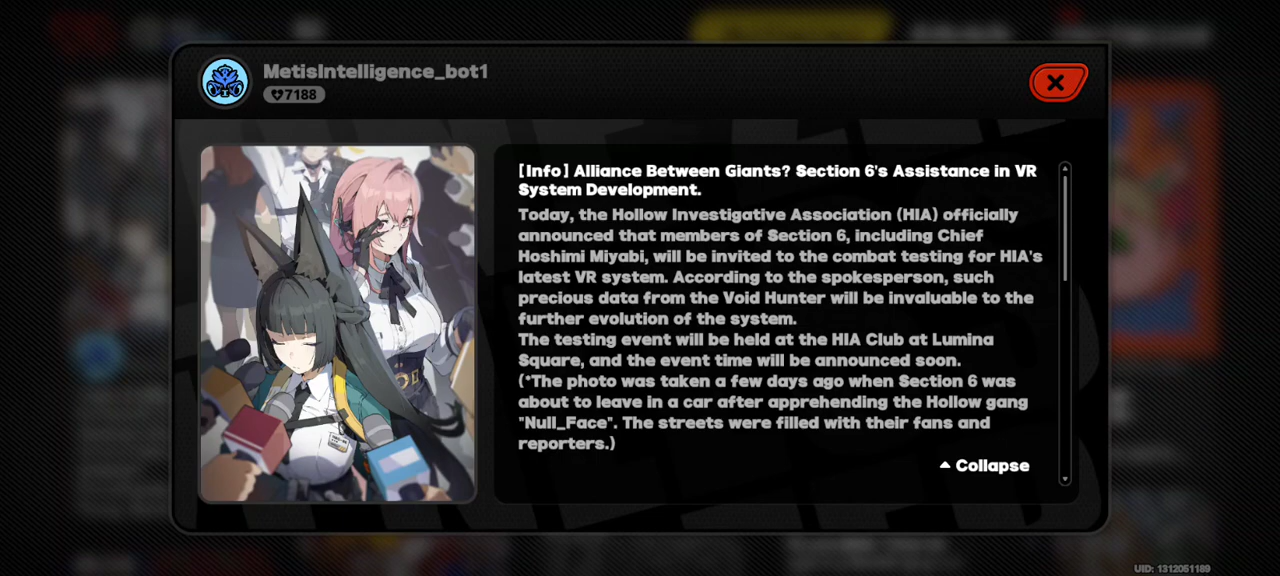 MetisIntelligence_bot1
7188
[Info] Alliance Between Giants? Section 6's Assistance in VR
System Development.
Today, the Hollow Investigative Association (HIA) officially
announced that members of Section 6, including Chief
Hoshimi Miyabi, will be invited to the combat testing for HIA's
latest VR system. According to the spokesperson, such
precious data from the Void Hunter will be invaluable to the
further evolution of the system.
The testing event will be held at the HIA Club at Lumina
Square, and the event time will be announced soon.
(*The photo was taken a few days ago when Section 6 was
about to leave in a car after apprehending the Hollow gang
"Null_Face". The streets were filled with their fans and
reporters.)
Collapse
UID: 1312051189